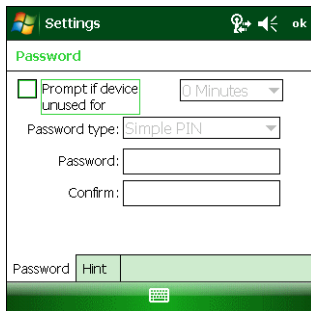 Settings ok
Password
Prompt if device 0 Minutes
unused for
Password type: Simple PIN
Password:
Confirm:
Password Hint